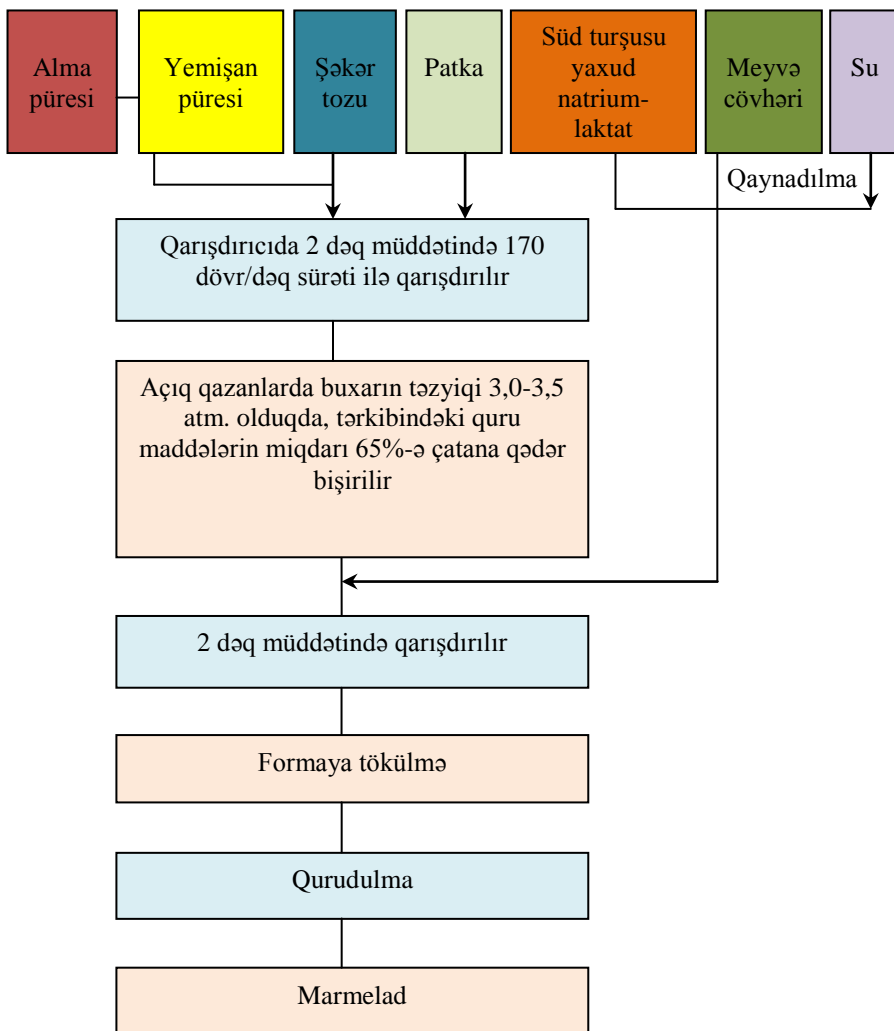 Alma
püresi
Yemişan
püresi
Şəkər
tozu
Patka
Süd turşusu
yaxud
natrium-
laktat
Meyvə
cövhəri
Su
Qaynadılma
Qarışdırıcıda 2 dəq müddətində 170
dövr/dəq sürəti ilə qarışdırılır
Açıq qazanlarda buxarın təzyiqi 3,0-3,5
atm. olduqda, tərkibindəki quru
maddələrin miqdarı 65%-ə çatana qədər
bişirilir
2 dəq müddətində qarışdırılır
Formaya tökülmə
Qurudulma
Marmelad